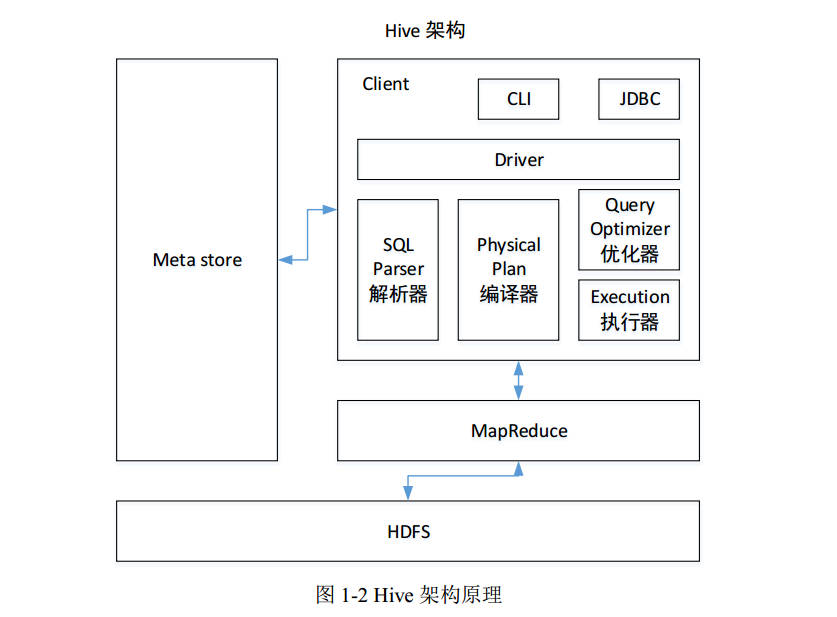 Hive 架构
Client
CLI
JDBC
Driver
Meta store
SQL
Parser
解析器
Physical
Plan
编译器
Query
Optimizer
优化器
Execution
执行器
MapReduce
HDFS
图 1-2 Hive 架构原理